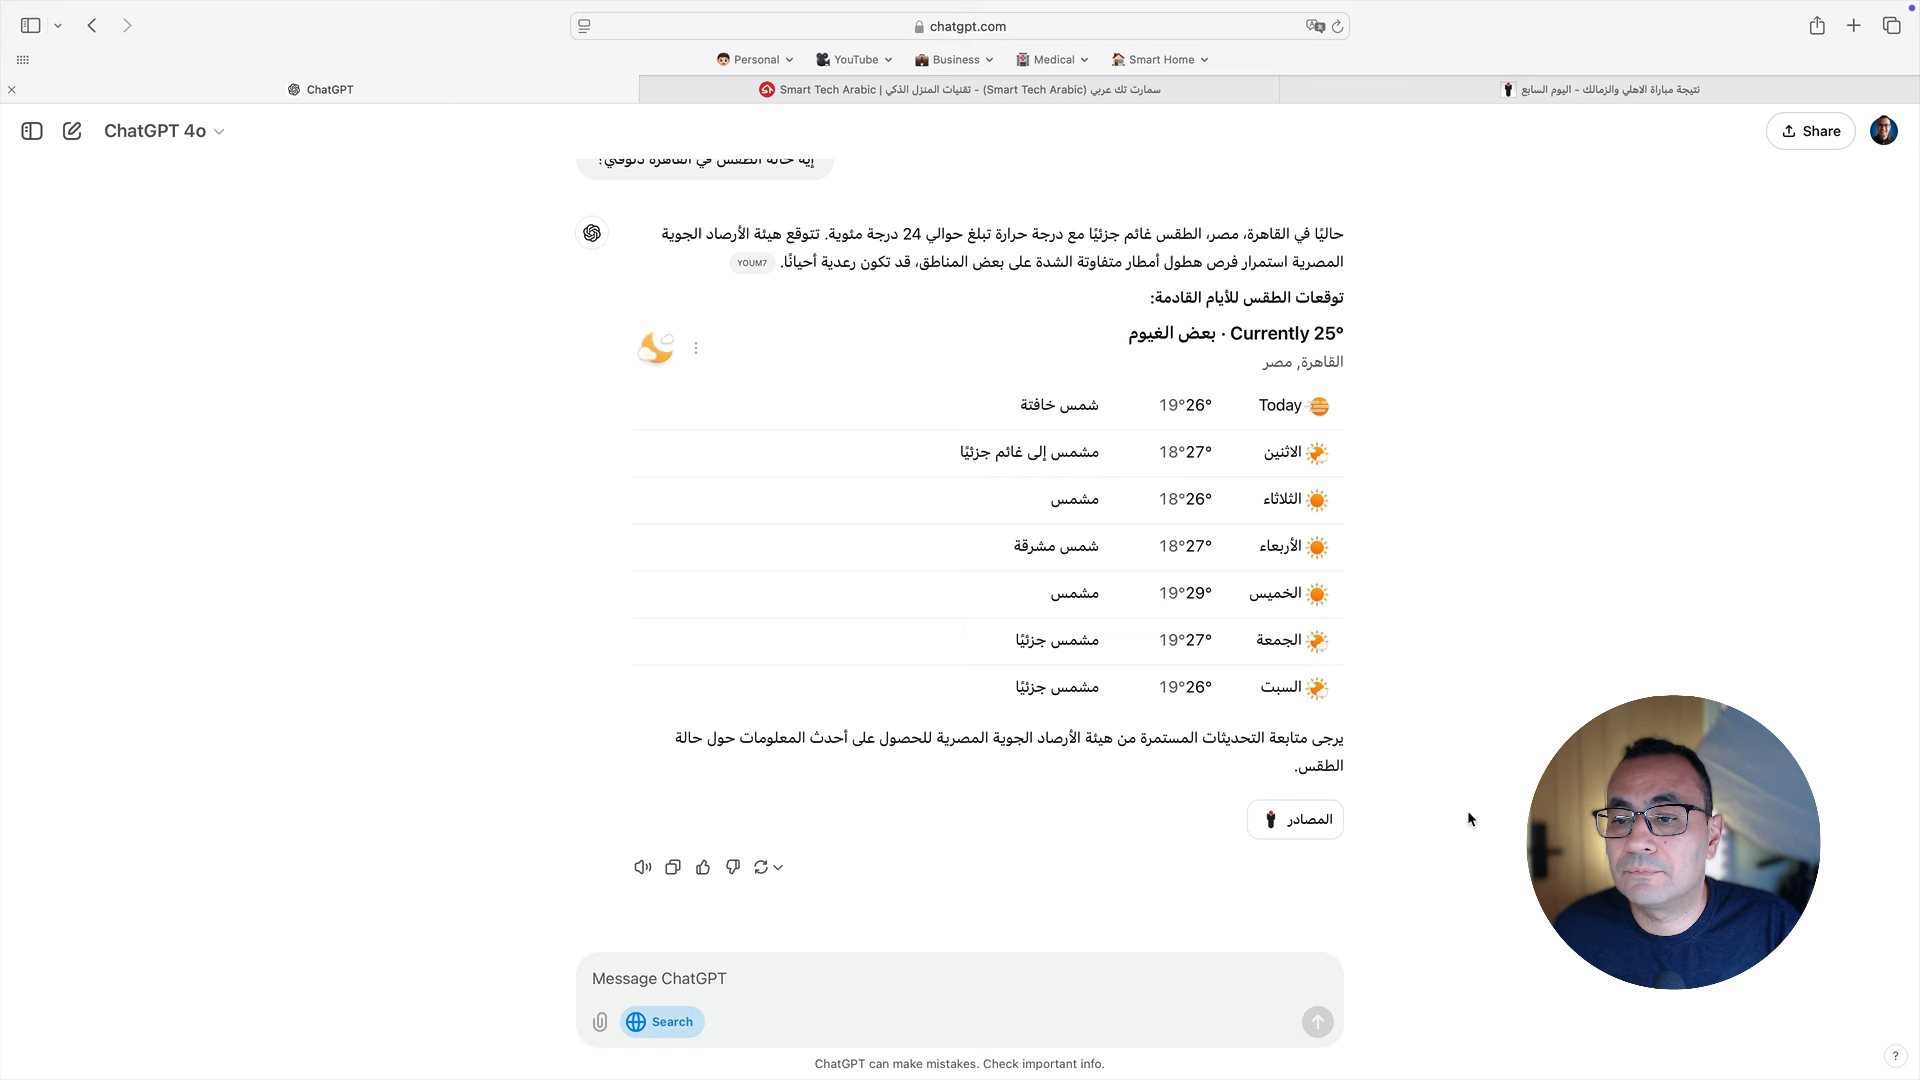 chatgpt.com
Personal
YouTube
Business
Medical
Smart Home
ChatGPT
Smart Tech Arabic | سمارت تك عربي (Smart Tech Arabic) - تقنيات المنزل الذكي
نتيجة مباراة الاهلي والزمالك - اليوم السابع
ChatGPT 4o
Share
إيه حالة الطقس في القاهرة دلوقتي؟
حاليًا في القاهرة، مصر، الطقس غائم جزئيًا مع درجة حرارة تبلغ حوالي 24 درجة مئوية. تتوقع هيئة الأرصاد الجوية
المصرية استمرار فرص هطول أمطار متفاوتة الشدة على بعض المناطق، قد تكون رعدية أحيانًا. YOUM7
توقعات الطقس للأيام القادمة:
Currently 25° · بعض الغيوم
القاهرة, مصر
Today 19°26° شمس خافتة
الاثنين 18°27° مشمس إلى غائم جزئيًا
الثلاثاء 18°26° مشمس
الأربعاء 18°27° شمس مشرقة
الخميس 19°29° مشمس
الجمعة 19°27° مشمس جزئيًا
السبت 19°26° مشمس جزئيًا
يرجى متابعة التحديثات المستمرة من هيئة الأرصاد الجوية المصرية للحصول على أحدث المعلومات حول حالة
الطقس.
المصادر
Message ChatGPT
Search
ChatGPT can make mistakes. Check important info.
?